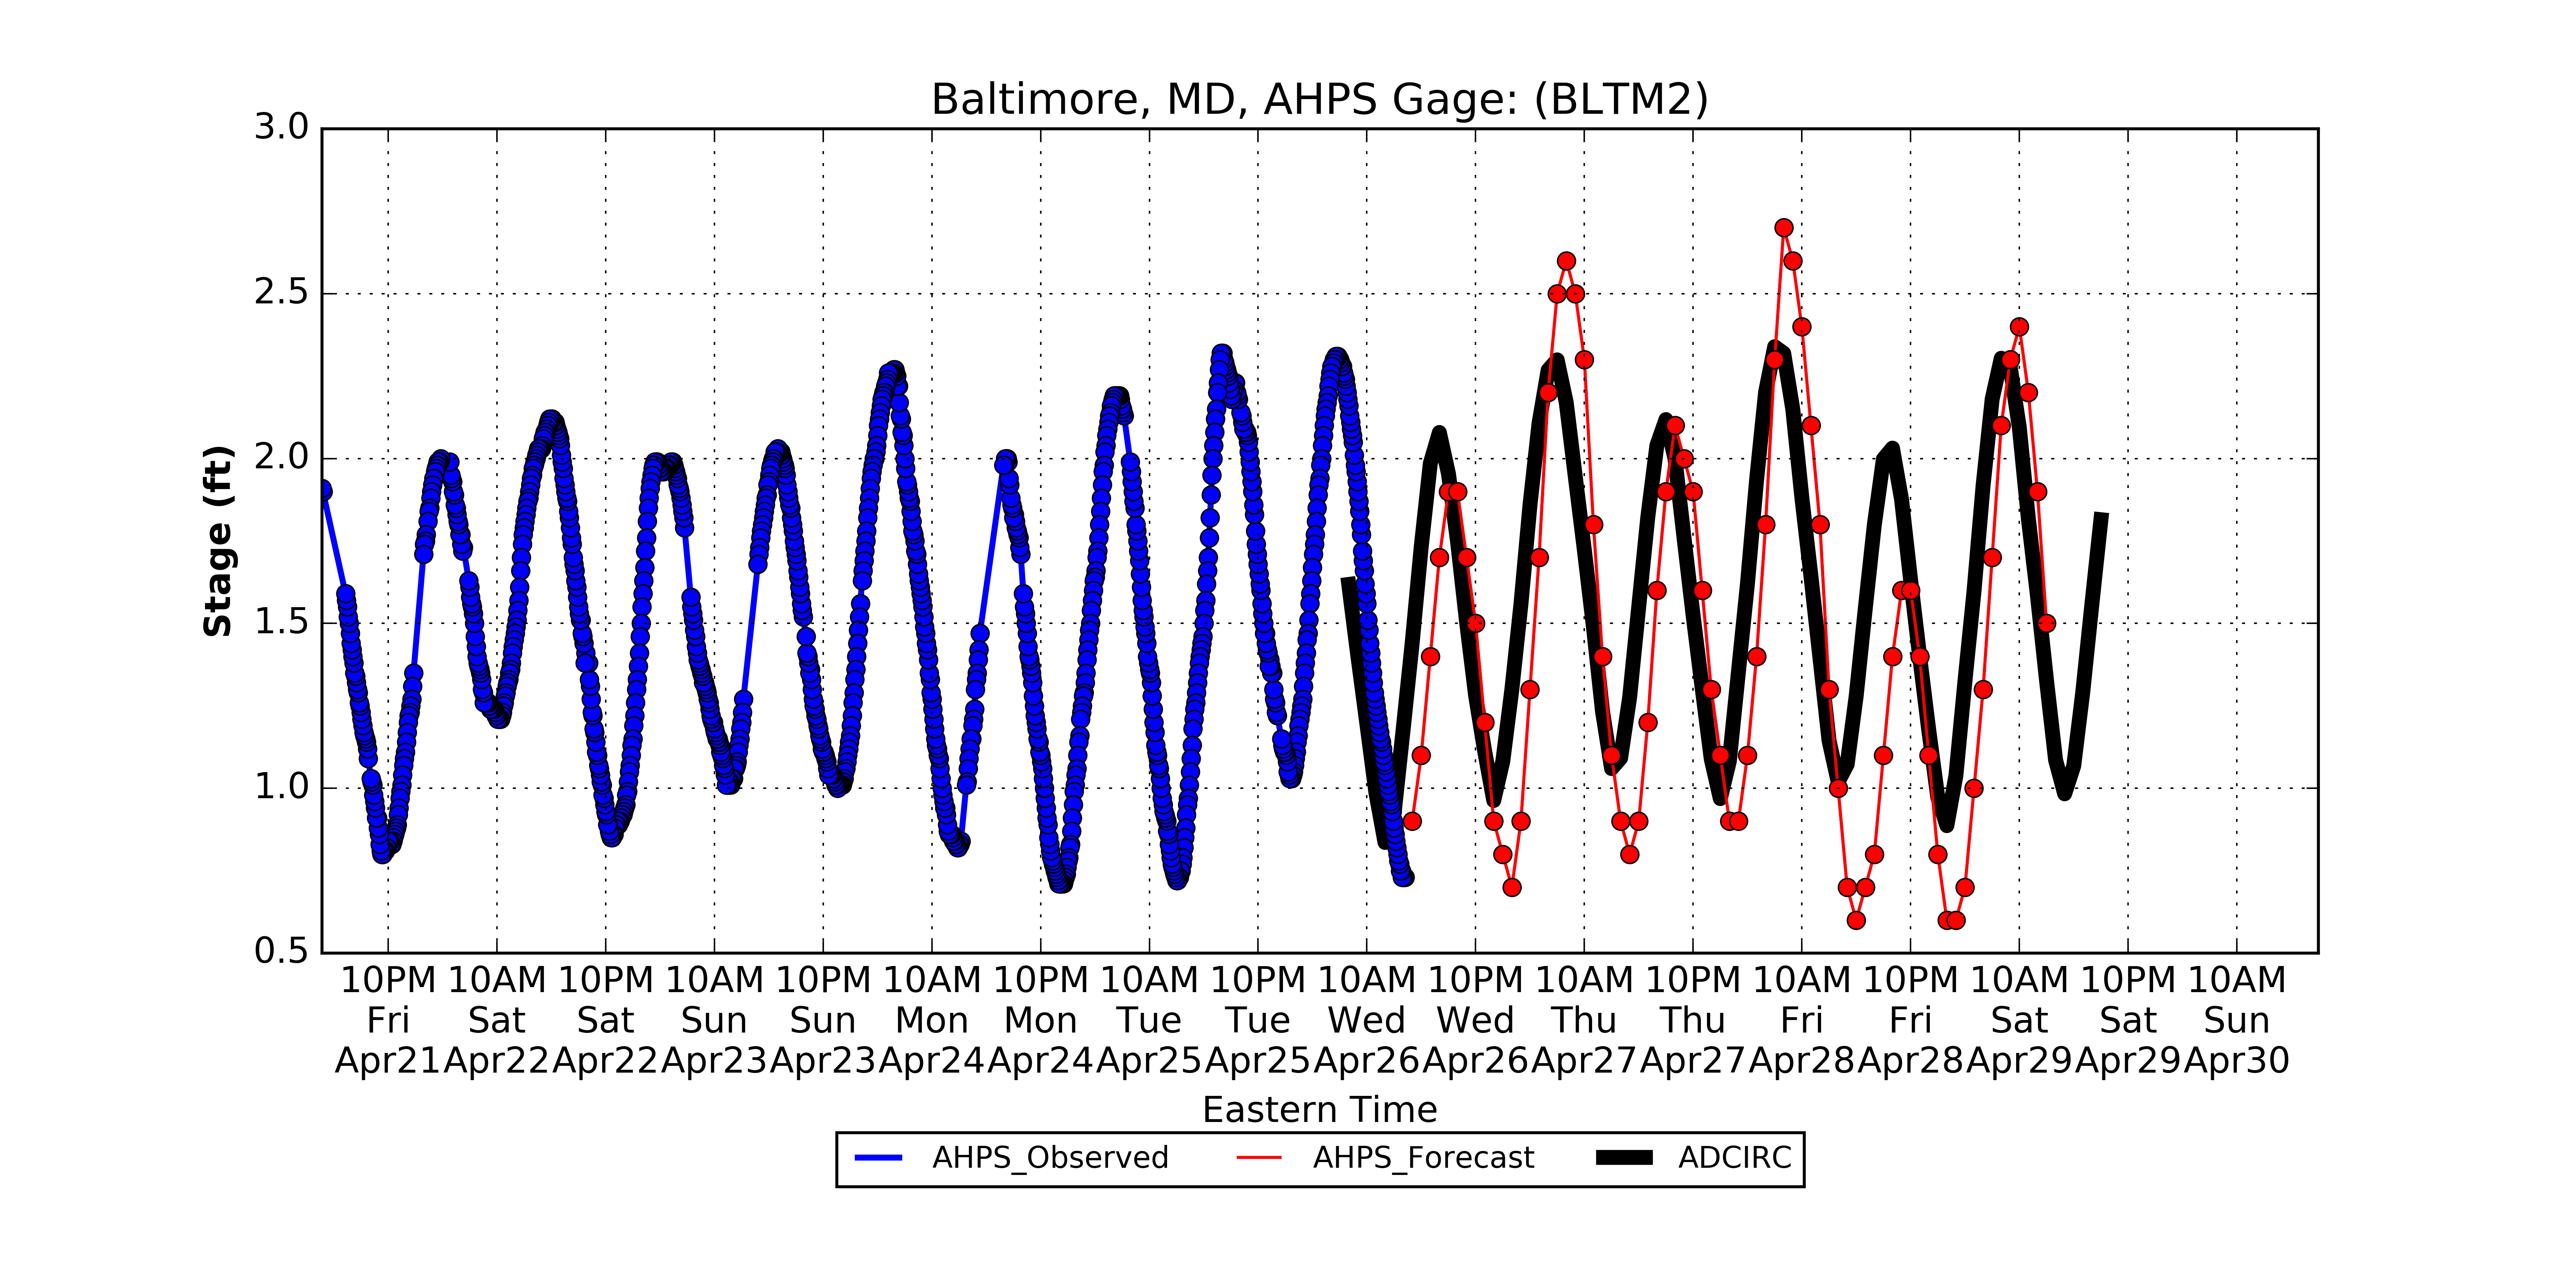 Baltimore, MD, AHPS Gage: (BLTM2)
3.0
2.5
2.0
1.5
1.0
0.5
Stage (ft)
10PM 10AM 10PM 10AM 10PM 10AM 10PM 10AM 10PM 10AM 10PM 10AM 10PM 10AM 10PM 10AM 10PM 10AM
Fri Sat Sat Sun Sun Mon Mon Tue Tue Wed Wed Thu Thu Fri Fri Sat Sat Sun
Apr21 Apr22 Apr22 Apr23 Apr23 Apr24 Apr24 Apr25 Apr25 Apr26 Apr26 Apr27 Apr27 Apr28 Apr28 Apr29 Apr29 Apr30
Eastern Time
AHPS_Observed AHPS_Forecast ADCIRC